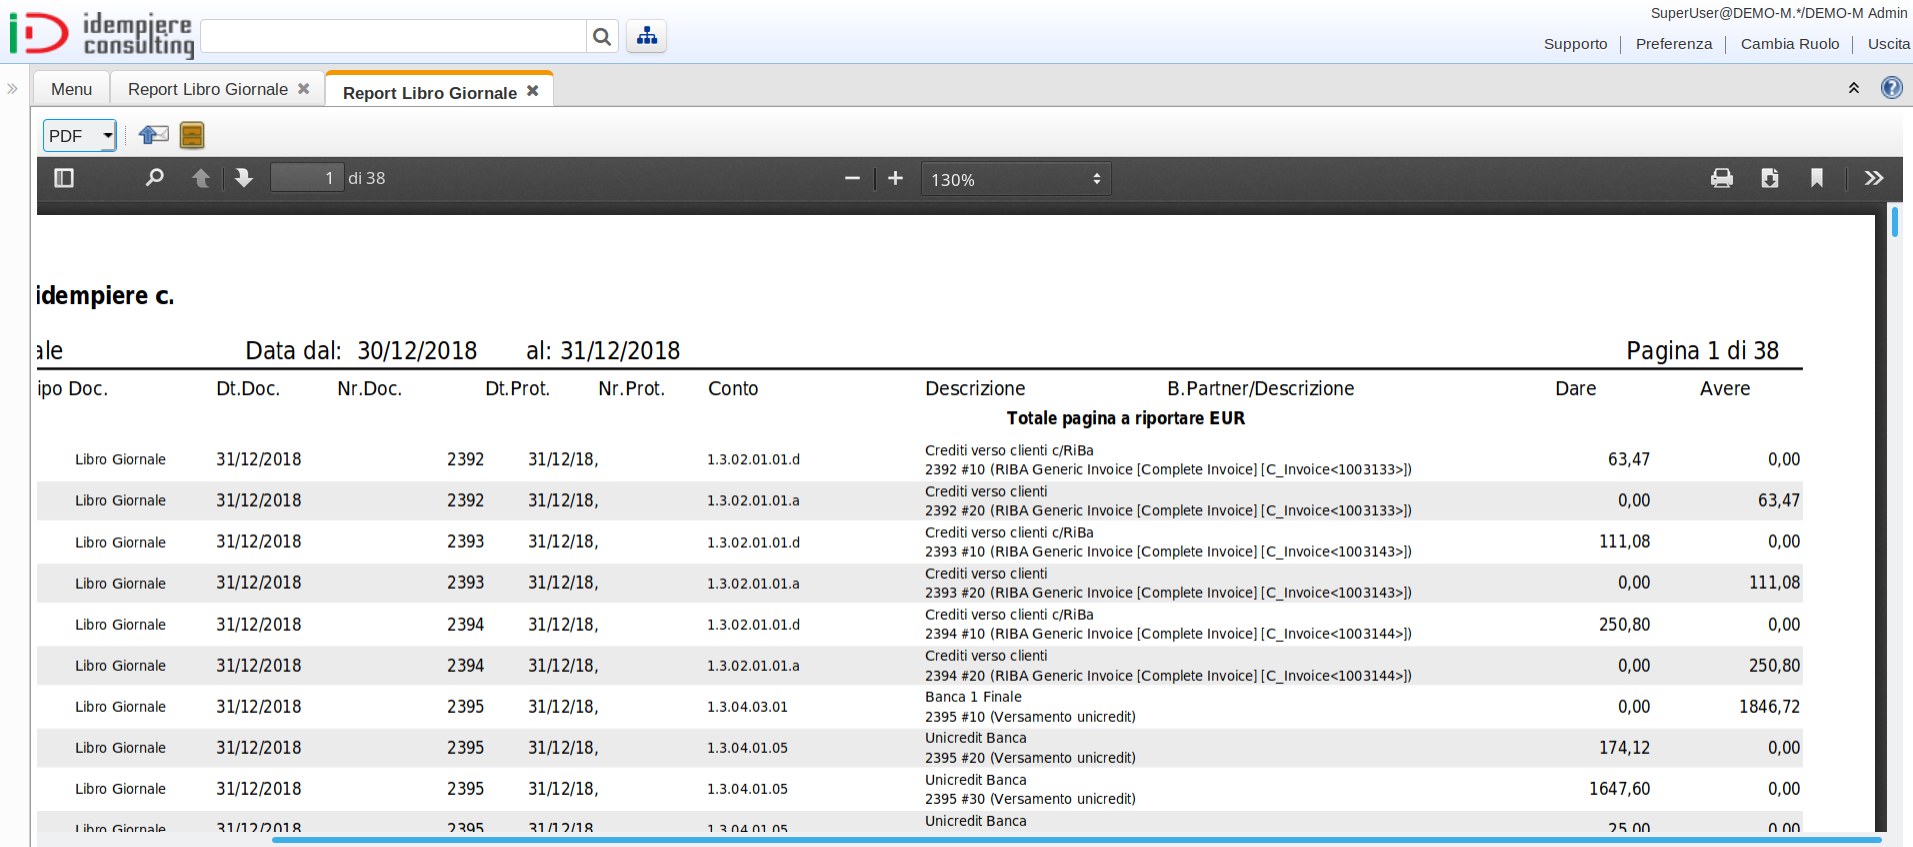 iD idempiere consulting
SuperUser@DEMO-M.*/DEMO-M Admin
Supporto Preferenza Cambia Ruolo Uscita
Menu Report Libro Giornale Report Libro Giornale
PDF
1 di 38 130%
idempiere c.
ale Data dal: 30/12/2018 al: 31/12/2018 Pagina 1 di 38
ipo Doc. Dt.Doc. Nr.Doc. Dt.Prot. Nr.Prot. Conto Descrizione B.Partner/Descrizione Dare Avere
Totale pagina a riportare EUR
Crediti verso clienti c/RiBa
Libro Giornale 31/12/2018 2392 31/12/18, 1.3.02.01.01.d 63,47 0,00
2392 #10 (RIBA Generic Invoice [Complete Invoice] [C_Invoice<1003133>])
Crediti verso clienti
Libro Giornale 31/12/2018 2392 31/12/18, 1.3.02.01.01.a 0,00 63,47
2392 #20 (RIBA Generic Invoice [Complete Invoice] [C_Invoice<1003133>])
Crediti verso clienti c/RiBa
Libro Giornale 31/12/2018 2393 31/12/18, 1.3.02.01.01.d 111,08 0,00
2393 #10 (RIBA Generic Invoice [Complete Invoice] [C_Invoice<1003143>])
Crediti verso clienti
Libro Giornale 31/12/2018 2393 31/12/18, 1.3.02.01.01.a 0,00 111,08
2393 #20 (RIBA Generic Invoice [Complete Invoice] [C_Invoice<1003143>])
Crediti verso clienti c/RiBa
Libro Giornale 31/12/2018 2394 31/12/18, 1.3.02.01.01.d 250,80 0,00
2394 #10 (RIBA Generic Invoice [Complete Invoice] [C_Invoice<1003144>])
Crediti verso clienti
Libro Giornale 31/12/2018 2394 31/12/18, 1.3.02.01.01.a 0,00 250,80
2394 #20 (RIBA Generic Invoice [Complete Invoice] [C_Invoice<1003144>])
Banca 1 Finale
Libro Giornale 31/12/2018 2395 31/12/18, 1.3.04.03.01 0,00 1846,72
2395 #10 (Versamento unicredit)
Unicredit Banca
Libro Giornale 31/12/2018 2395 31/12/18, 1.3.04.01.05 174,12 0,00
2395 #20 (Versamento unicredit)
Unicredit Banca
Libro Giornale 31/12/2018 2395 31/12/18, 1.3.04.01.05 1647,60 0,00
2395 #30 (Versamento unicredit)
Unicredit Banca
Libro Giornale 31/12/2018 2395 31/12/18 1.3.04.01.05 25,00 0,00